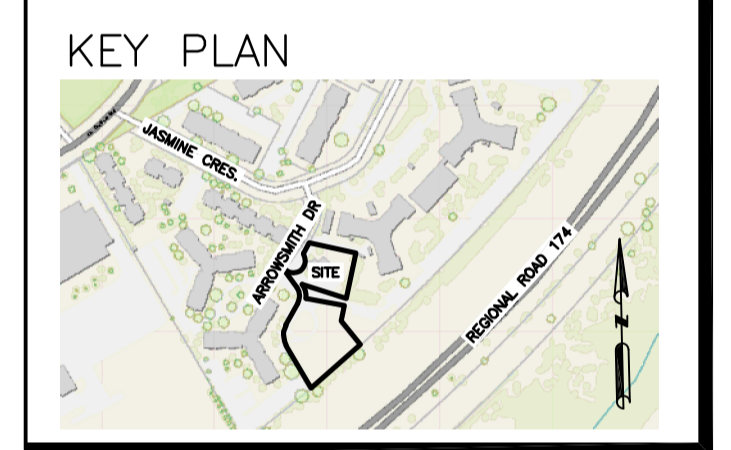 KEY PLAN
JASMINE CRES.
ARROWSMITH DR
SITE
REGIONAL ROAD 174
N